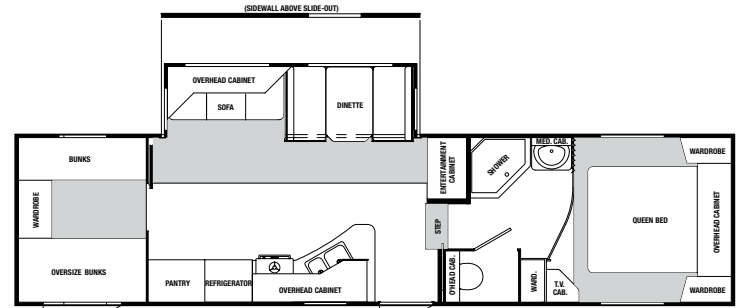 (SIDEWALL ABOVE SLIDE-OUT)
OVERHEAD CABINET
SOFA
DINETTE
BUNKS
WARDROBE
OVERSIZE BUNKS
PANTRY
REFRIGERATOR
OVERHEAD CABINET
ENTERTAINMENT
CABINET
STEP
SHOWER
MED. CAB.
O'HEAD CAB.
WARD.
T.V.
CAB.
QUEEN BED
WARDROBE
OVERHEAD CABINET
WARDROBE